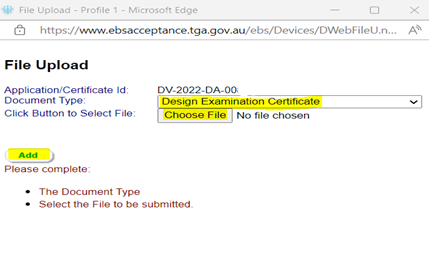 File Upload - Profile 1 - Microsoft Edge
https://www.ebsacceptance.tga.gov.au/ebs/Devices/DWebFileU.n...
File Upload
Application/Certificate Id: DV-2022-DA-00
Document Type: Design Examination Certificate
Click Button to Select File: Choose File No file chosen
Add
Please complete:
• The Document Type
• Select the File to be submitted.